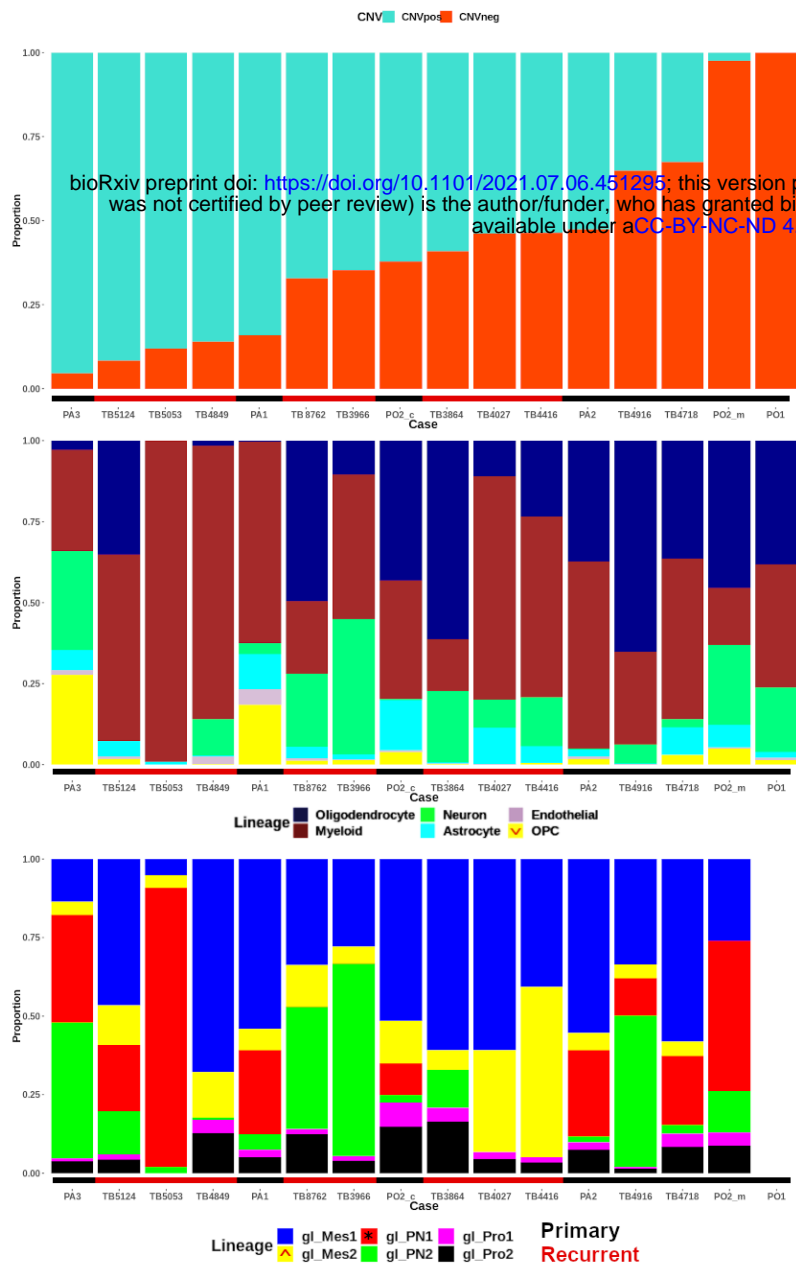 CNV CNVpos CNVneg
1.00
0.75
bioRxiv preprint doi: https://doi.org/10.1101/2021.07.06.451295; this version p
was not certified by peer review) is the author/funder, who has granted bi
available under aCC-BY-NC-ND 4
Proportion
0.50
0.25
0.00
PA3 TB5124 TB5053 TB4849 PA1 TB8762 TB3966 PO2_c TB3864 TB4027 TB4416 PA2 TB4916 TB4718 PO2_m PO1
Case
1.00
0.75
Proportion
0.50
0.25
0.00
PA3 TB5124 TB5053 TB4849 PA1 TB8762 TB3966 PO2_c TB3864 TB4027 TB4416 PA2 TB4916 TB4718 PO2_m PO1
Case
Lineage Oligodendrocyte Neuron Endothelial
Myeloid Astrocyte OPC
1.00
0.75
Proportion
0.50
0.25
0.00
PA3 TB5124 TB5053 TB4849 PA1 TB8762 TB3966 PO2_c TB3864 TB4027 TB4416 PA2 TB4916 TB4718 PO2_m PO1
Case
Lineage gl_Mes1 gl_PN1 gl_Pro1 Primary
gl_Mes2 gl_PN2 gl_Pro2 Recurrent